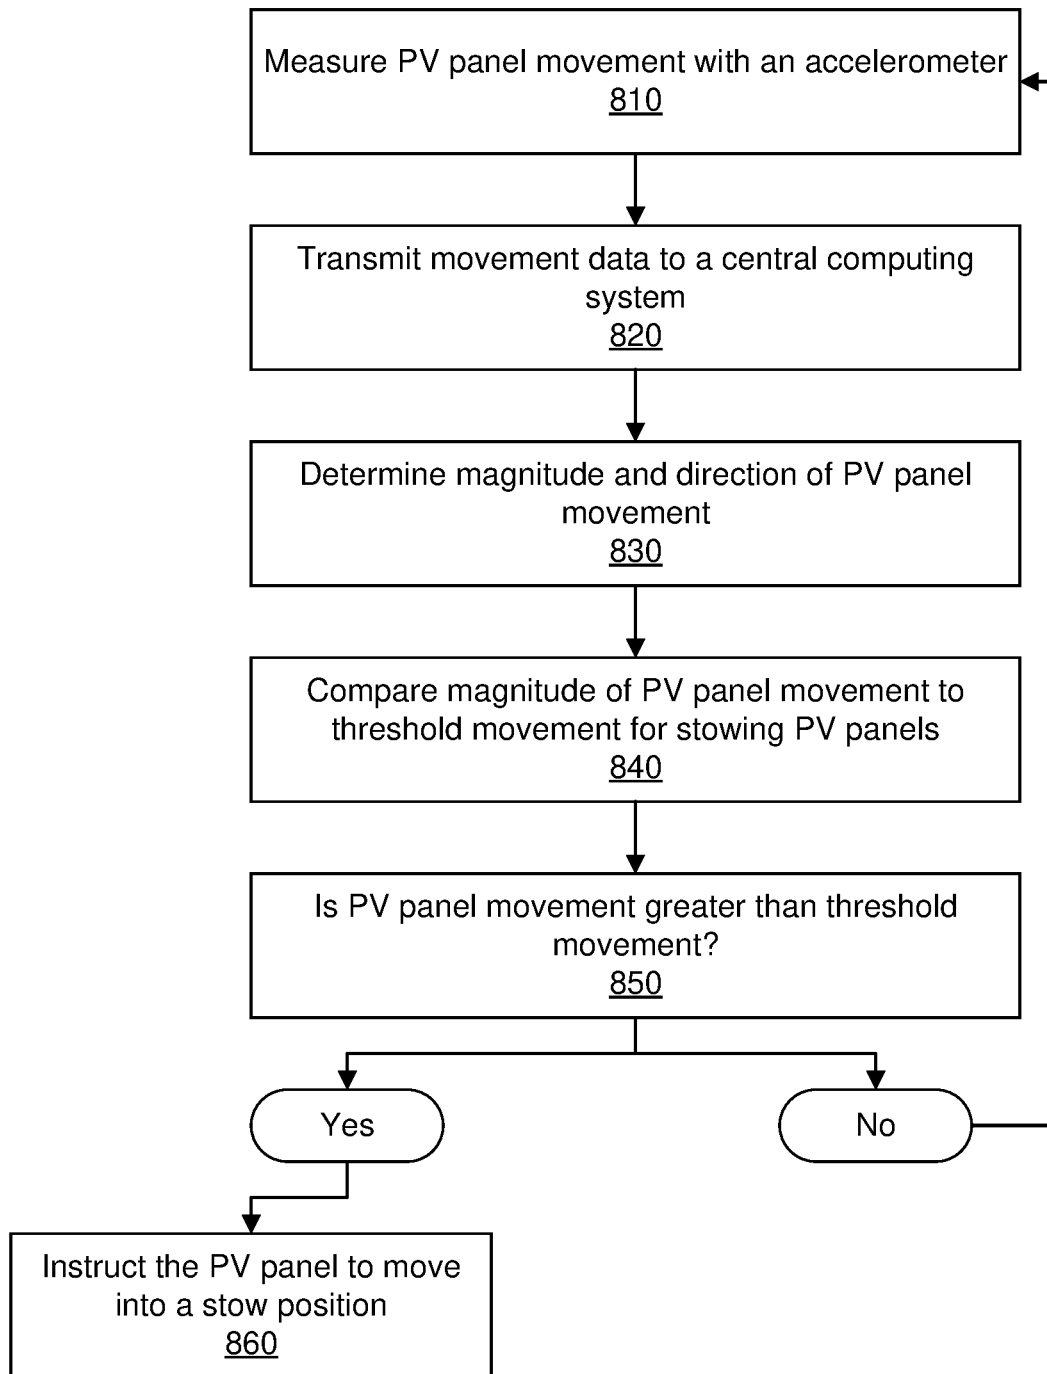 Measure PV panel movement with an accelerometer
810
Transmit movement data to a central computing
system
820
Determine magnitude and direction of PV panel
movement
830
Compare magnitude of PV panel movement to
threshold movement for stowing PV panels
840
Is PV panel movement greater than threshold
movement?
850
Yes
No
Instruct the PV panel to move
into a stow position
860